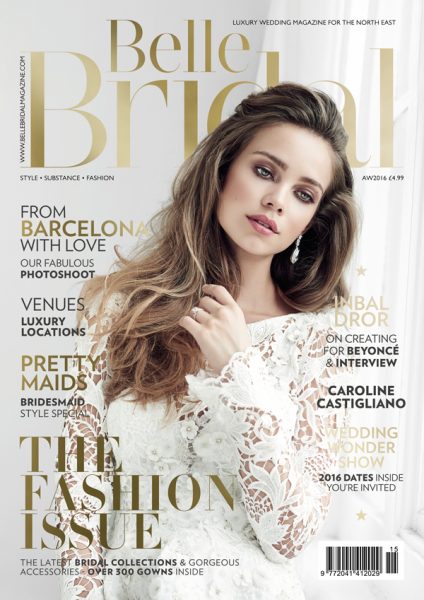 LUXURY WEDDING MAGAZINE FOR THE NORTH EAST
Belle
Bridal
WWW.BELLEBRIDALMAGAZINE.COM
STYLE • SUBSTANCE • FASHION
AW2016 £4.99
FROM
BARCELONA
WITH LOVE
OUR FABULOUS
PHOTOSHOOT
VENUES
LUXURY
LOCATIONS
PRETTY
MAIDS
BRIDESMAID
STYLE SPECIAL
THE
FASHION
ISSUE
THE LATEST BRIDAL COLLECTIONS & GORGEOUS
ACCESSORIES • OVER 300 GOWNS INSIDE
INBAL
DROR
ON CREATING
FOR BEYONCÉ
& INTERVIEW
CAROLINE
CASTIGLIANO
WEDDING
WONDER
SHOW
2016 DATES INSIDE
YOU'RE INVITED
15
9 772041 412029